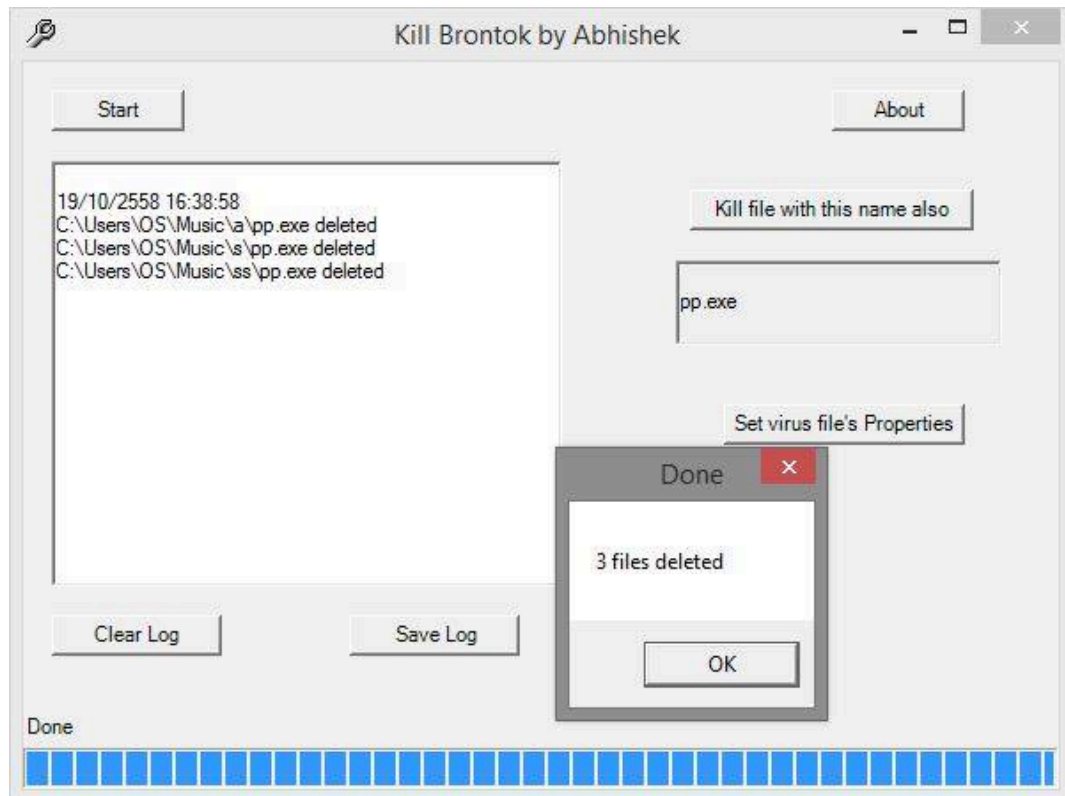 Kill Brontok by Abhishek
Start
About
19/10/2558 16:38:58
C:\Users\OS\Music\a\pp.exe deleted
C:\Users\OS\Music\s\pp.exe deleted
C:\Users\OS\Music\ss\pp.exe deleted
Kill file with this name also
pp.exe
Set virus file's Properties
Done
3 files deleted
OK
Clear Log
Save Log
Done